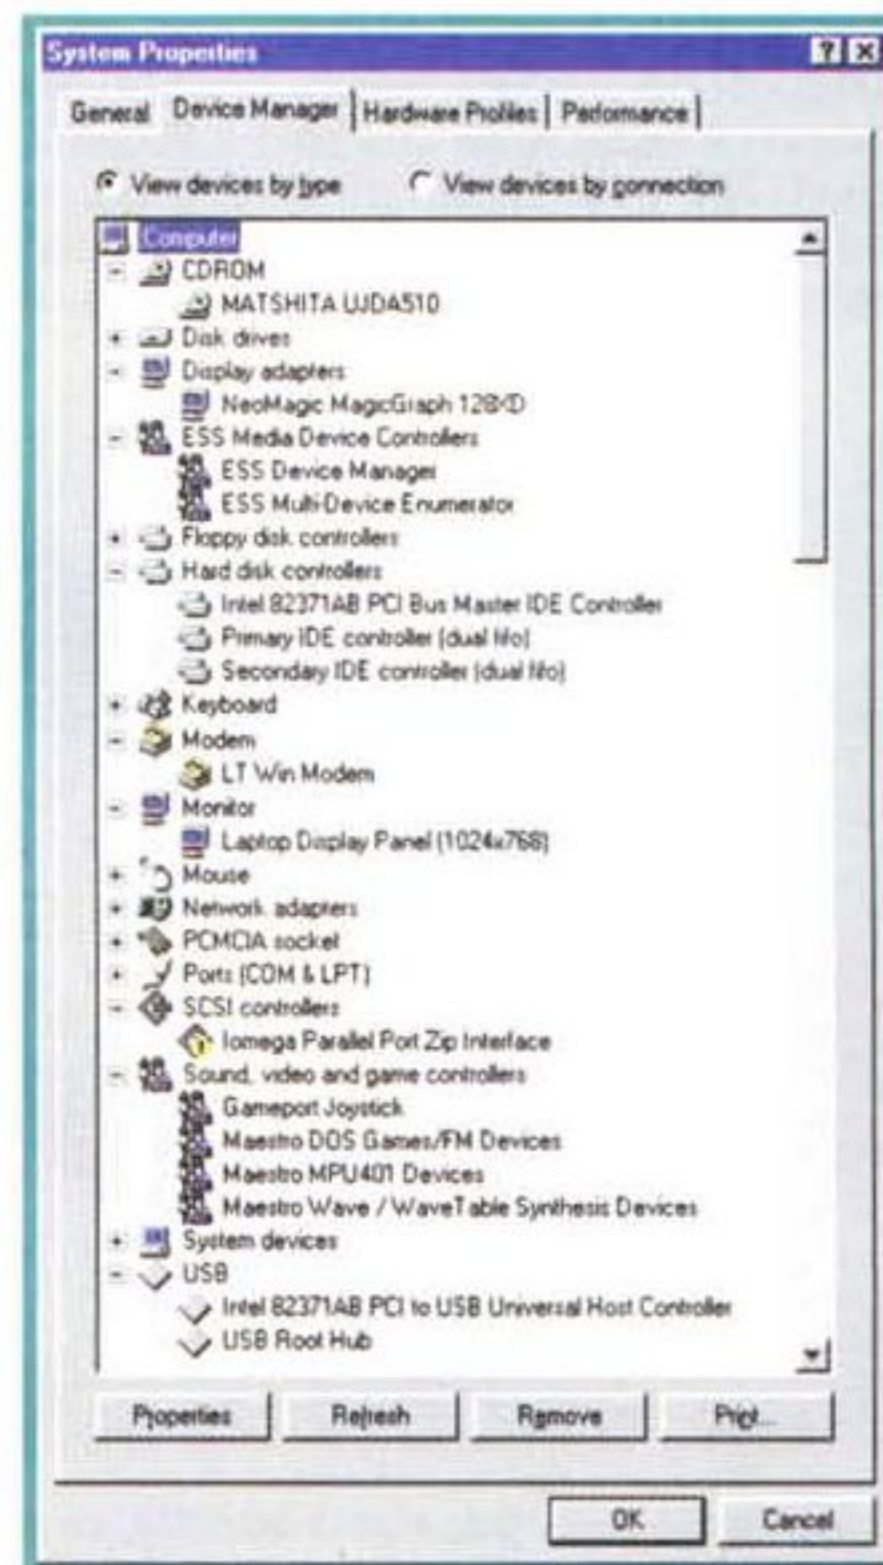 System Properties
General Device Manager Hardware Profiles Performance
View devices by type View devices by connection
Computer
CDROM
MATSHITA UJDA510
Disk drives
Display adapters
NeoMagic MagicGraph 128XD
ESS Media Device Controllers
ESS Device Manager
ESS Multi-Device Enumerator
Floppy disk controllers
Hard disk controllers
Intel 82371AB PCI Bus Master IDE Controller
Primary IDE controller (dual fifo)
Secondary IDE controller (dual fifo)
Keyboard
Modem
LT Win Modem
Monitor
Laptop Display Panel (1024x768)
Mouse
Network adapters
PCMCIA socket
Ports (COM & LPT)
SCSI controllers
Iomega Parallel Port Zip Interface
Sound, video and game controllers
Gameport Joystick
Maestro DOS Games/FM Devices
Maestro MPU401 Devices
Maestro Wave / WaveTable Synthesis Devices
System devices
USB
Intel 82371AB PCI to USB Universal Host Controller
USB Root Hub
Properties Refresh Remove Print...
OK Cancel